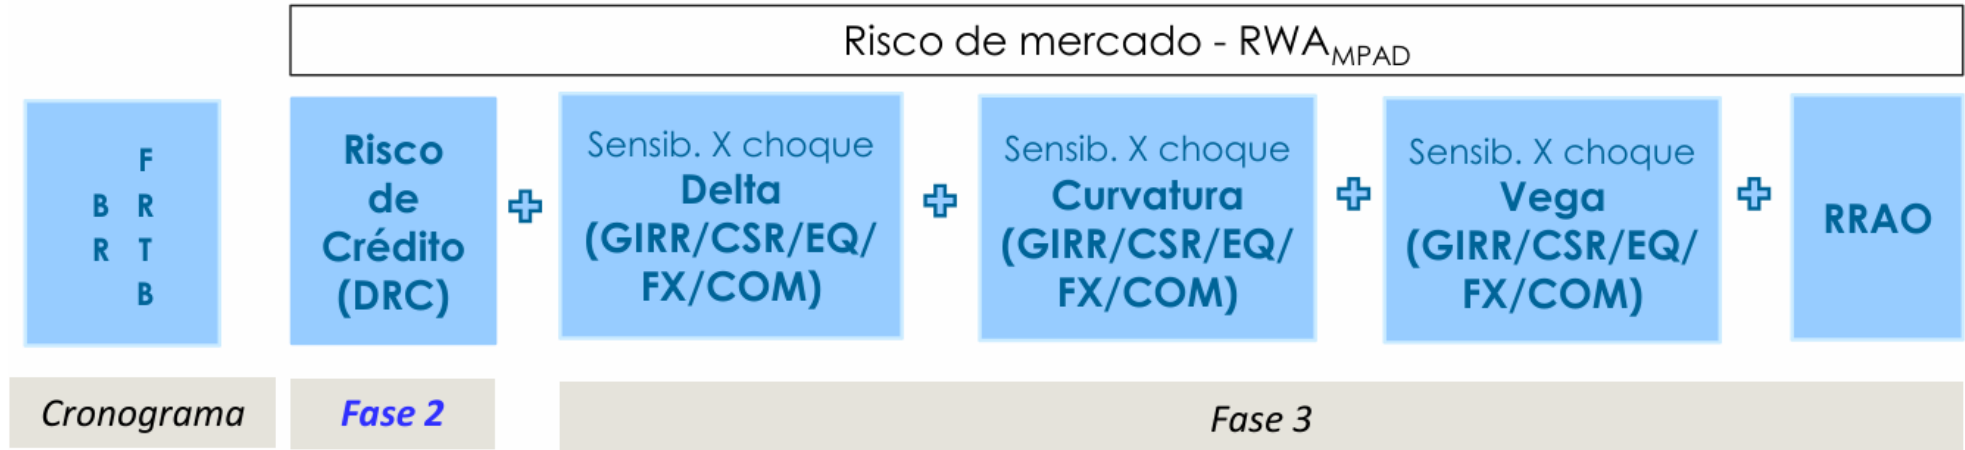 Risco de mercado - RWAMPAD
F
B R
R T
B
Risco
de
Crédito
(DRC)
Sensib. X choque
Delta
(GIRR/CSR/EQ/
FX/COM)
Sensib. X choque
Curvatura
(GIRR/CSR/EQ/
FX/COM)
Sensib. X choque
Vega
(GIRR/CSR/EQ/
FX/COM)
RRAO
Cronograma
Fase 2
Fase 3